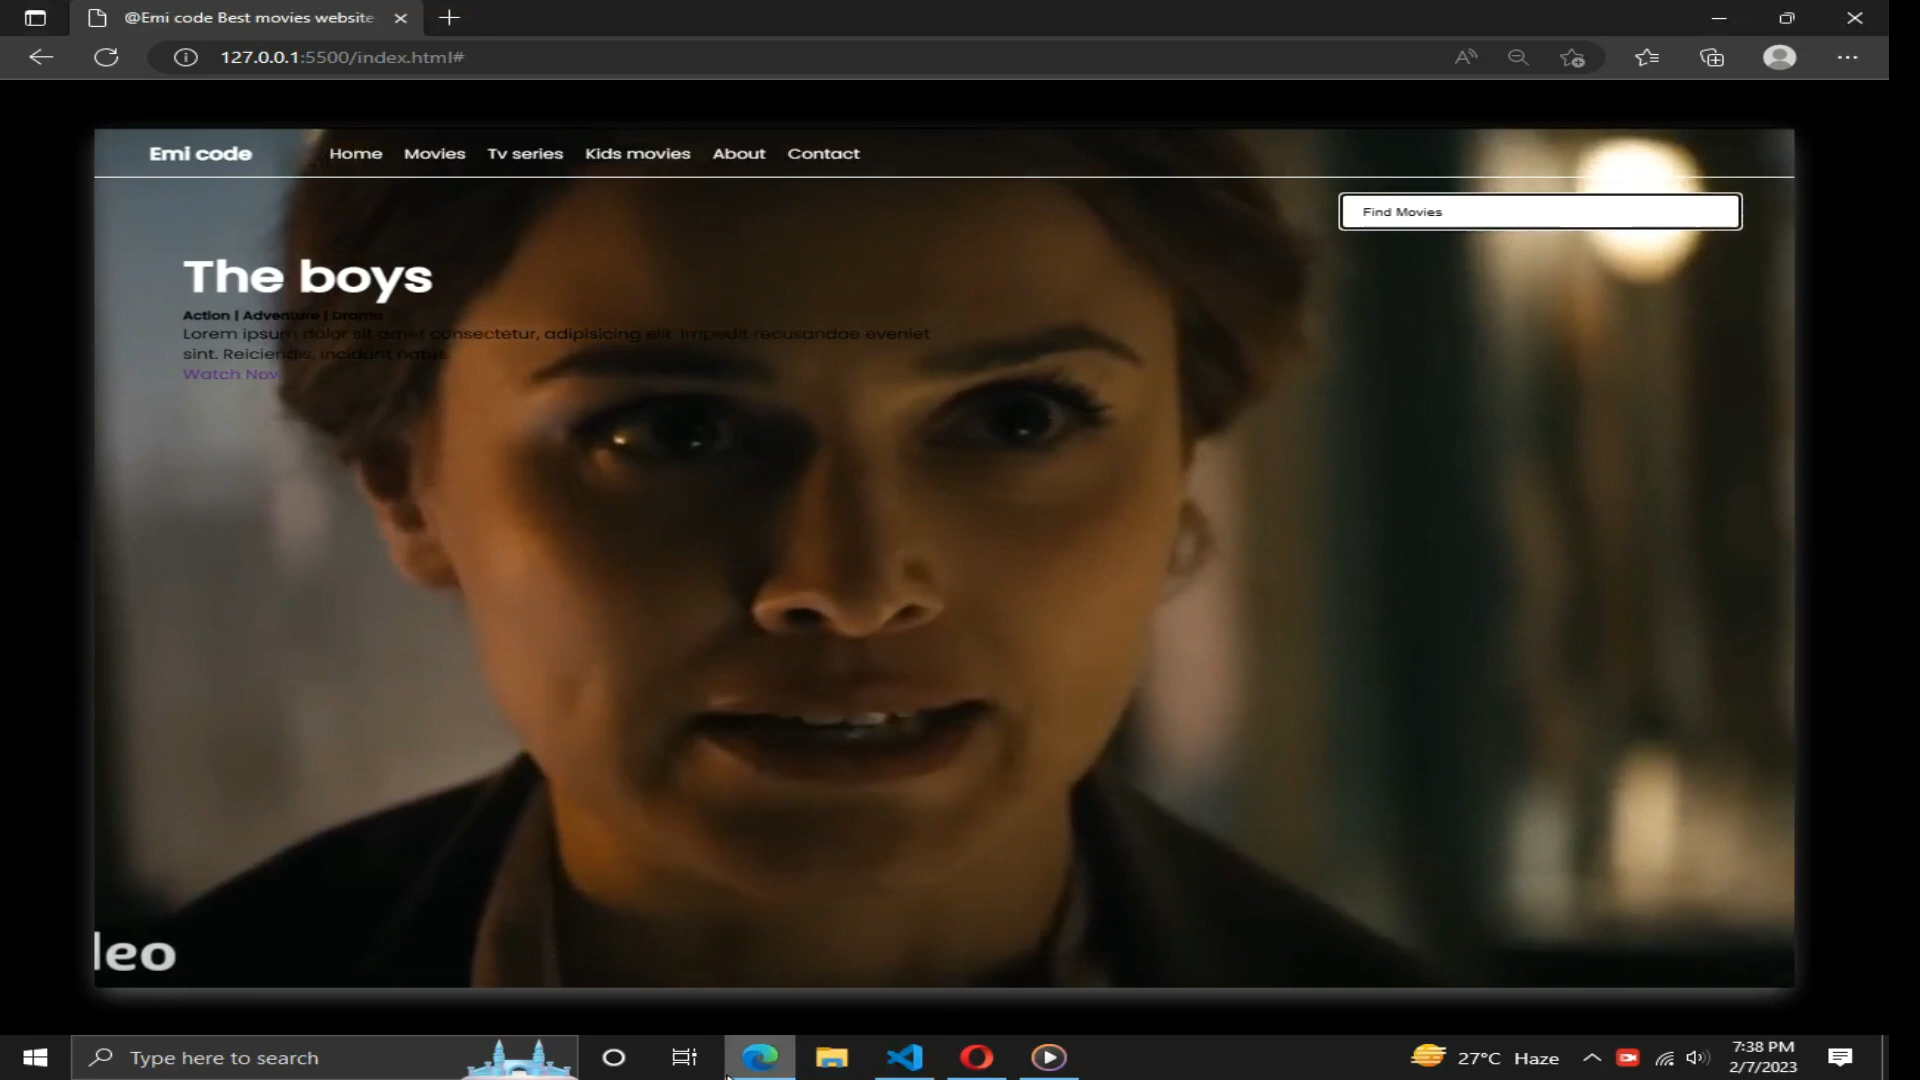 @Emi code Best movies website
127.0.0.1:5500/index.html#
Emi code Home Movies Tv series Kids movies About Contact
Find Movies
The boys
Action | Adventure | Drama
Lorem ipsum dolor sit amet consectetur, adipisicing elit. Impedit recusandae eveniet
sint. Reiciendis, incidunt natus.
Watch Now
leo
Type here to search
27°C Haze
7:38 PM
2/7/2023